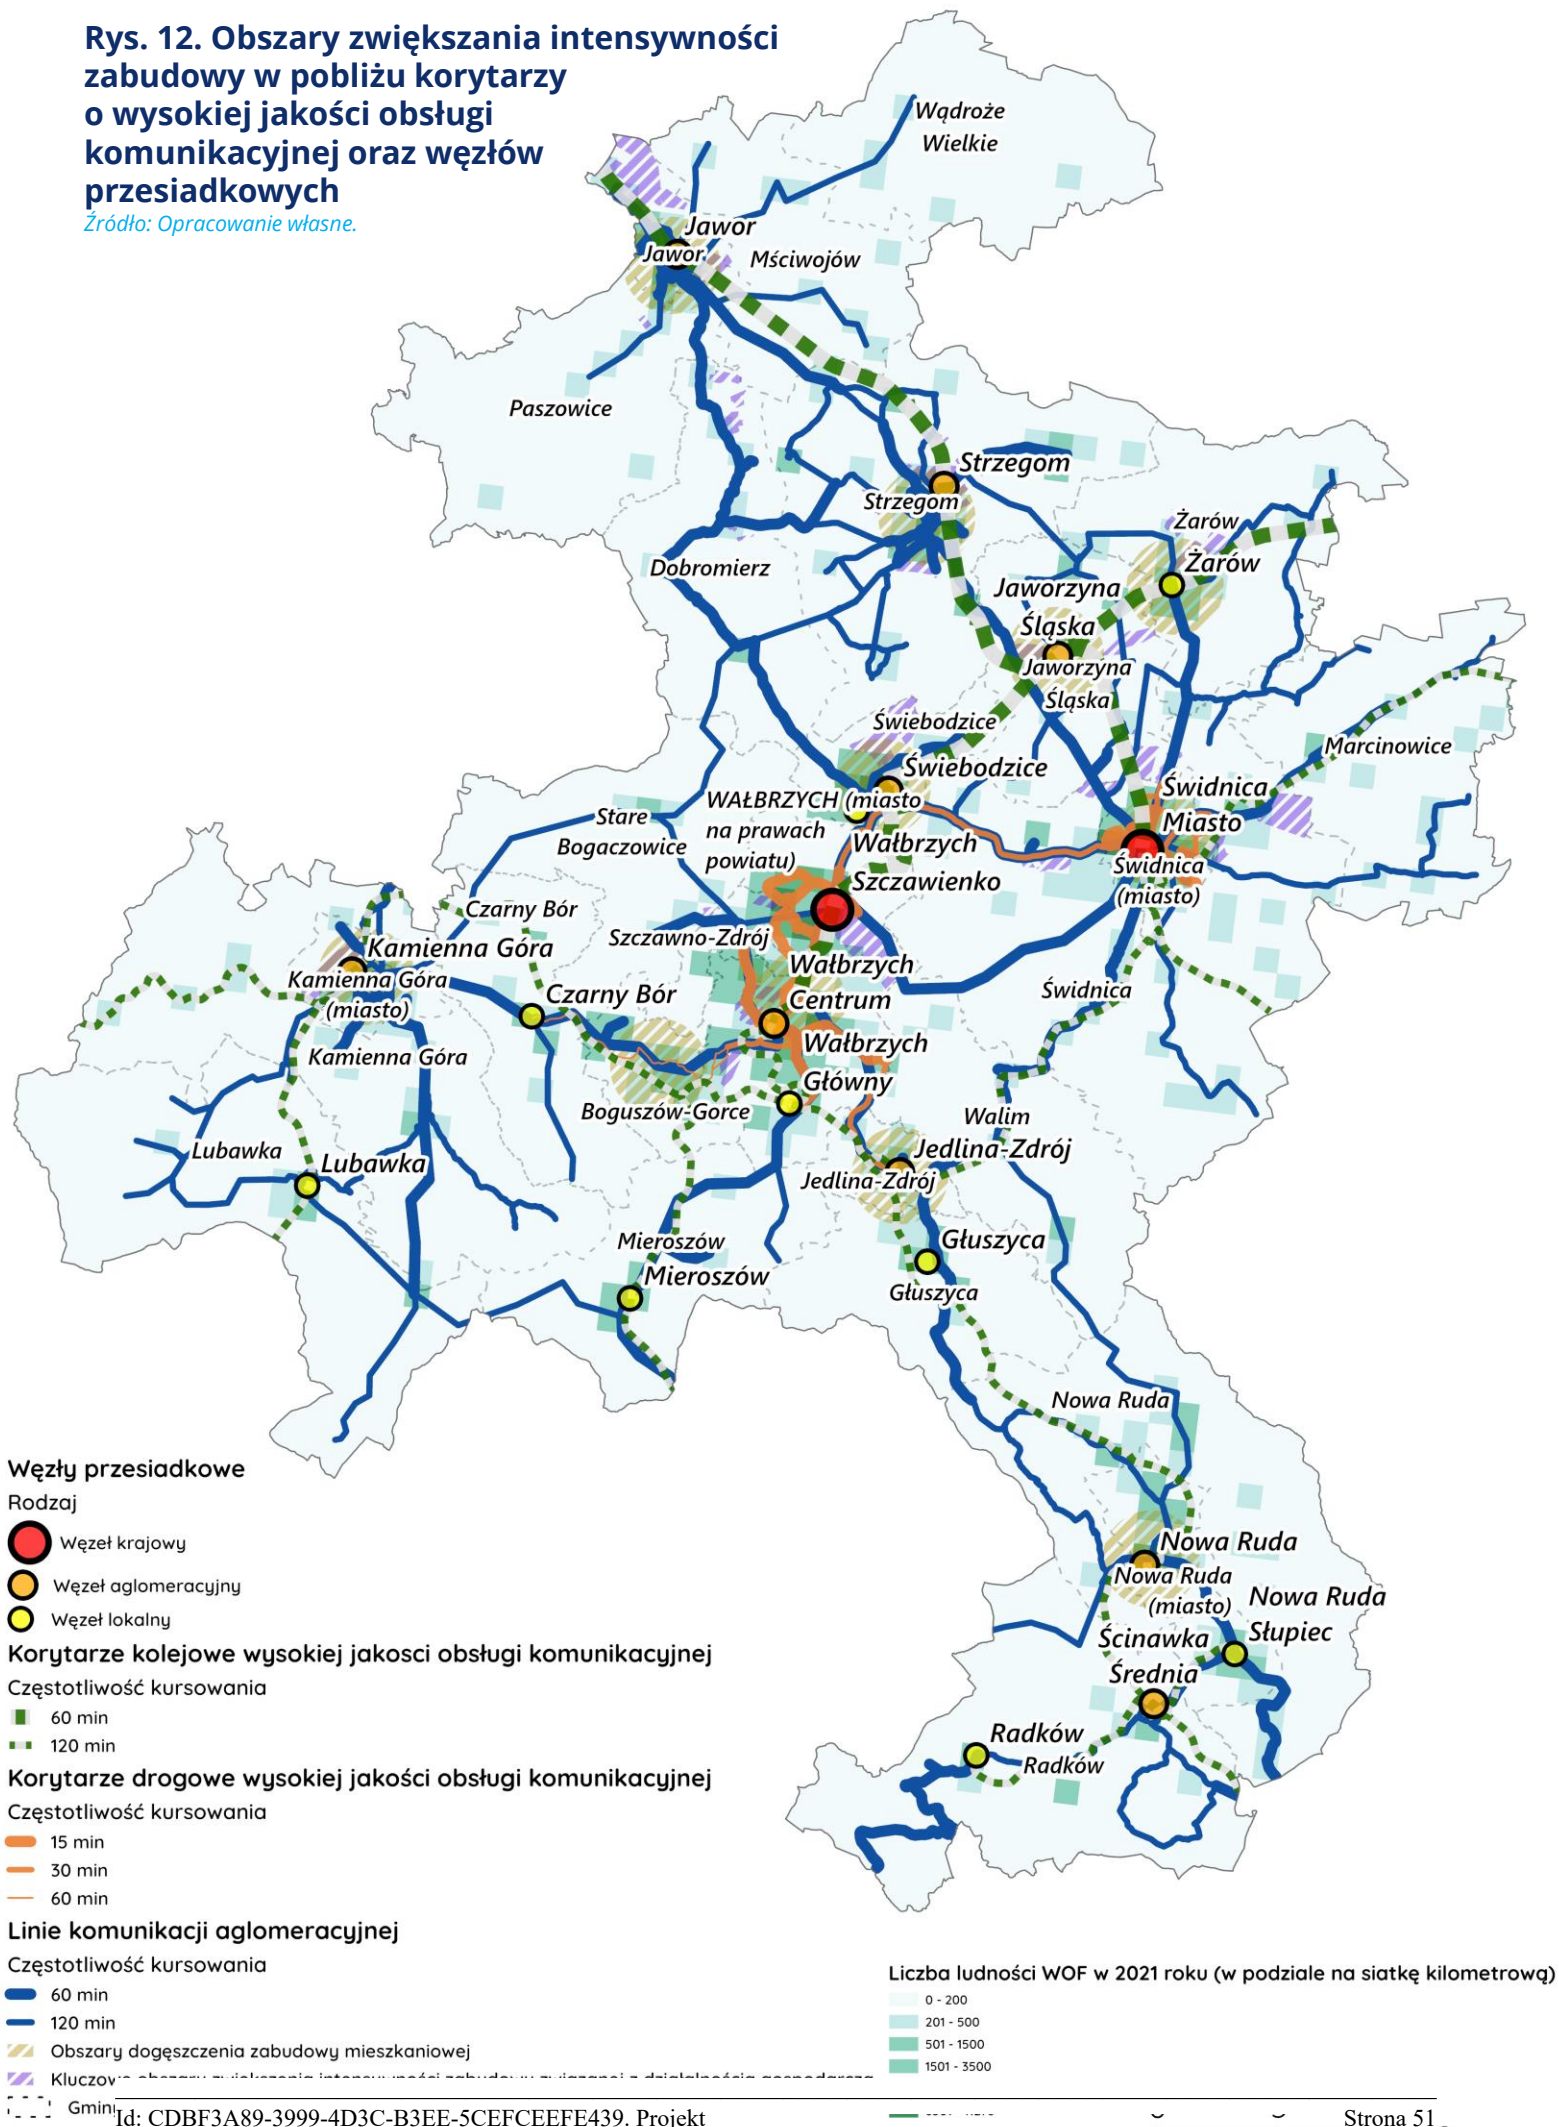 Rys. 12. Obszary zwiększania intensywności
zabudowy w pobliżu korytarzy
o wysokiej jakości obsługi
komunikacyjnej oraz węzłów
przesiadkowych
Źródło: Opracowanie własne.
Wądroże
Wielkie
Jawor
Jawor
Mściwojów
Paszowice
Strzegom
Strzegom
Żarów
Żarów
Dobromierz
Jaworzyna
Śląska
Jaworzyna
Śląska
Świebodzice
Marcinowice
Świebodzice
Świdnica
Miasto
WAŁBRZYCH (miasto
na prawach
powiatu)
Stare
Bogaczowice
Wałbrzych
Szczawienko
Świdnica
(miasto)
Czarny Bór
Szczawno-Zdrój
Kamienna Góra
Kamienna Góra
(miasto)
Wałbrzych
Centrum
Czarny Bór
Świdnica
Kamienna Góra
Wałbrzych
Główny
Boguszów-Gorce
Walim
Lubawka
Lubawka
Jedlina-Zdrój
Jedlina-Zdrój
Mieroszów
Mieroszów
Głuszyca
Głuszyca
Nowa Ruda
Nowa Ruda
Nowa Ruda
(miasto)
Nowa Ruda
Słupiec
Ścinawka
Średnia
Radków
Radków
Węzły przesiadkowe
Rodzaj
Węzeł krajowy
Węzeł aglomeracyjny
Węzeł lokalny
Korytarze kolejowe wysokiej jakosci obsługi komunikacyjnej
Częstotliwość kursowania
60 min
120 min
Korytarze drogowe wysokiej jakości obsługi komunikacyjnej
Częstotliwość kursowania
15 min
30 min
60 min
Linie komunikacji aglomeracyjnej
Częstotliwość kursowania
60 min
120 min
Obszary dogęszczenia zabudowy mieszkaniowej
Liczba ludności WOF w 2021 roku (w podziale na siatkę kilometrową)
0 - 200
201 - 500
501 - 1500
1501 - 3500
Id: CDBF3A89-3999-4D3C-B3EE-5CEFCEEFE439. Projekt
Strona 51